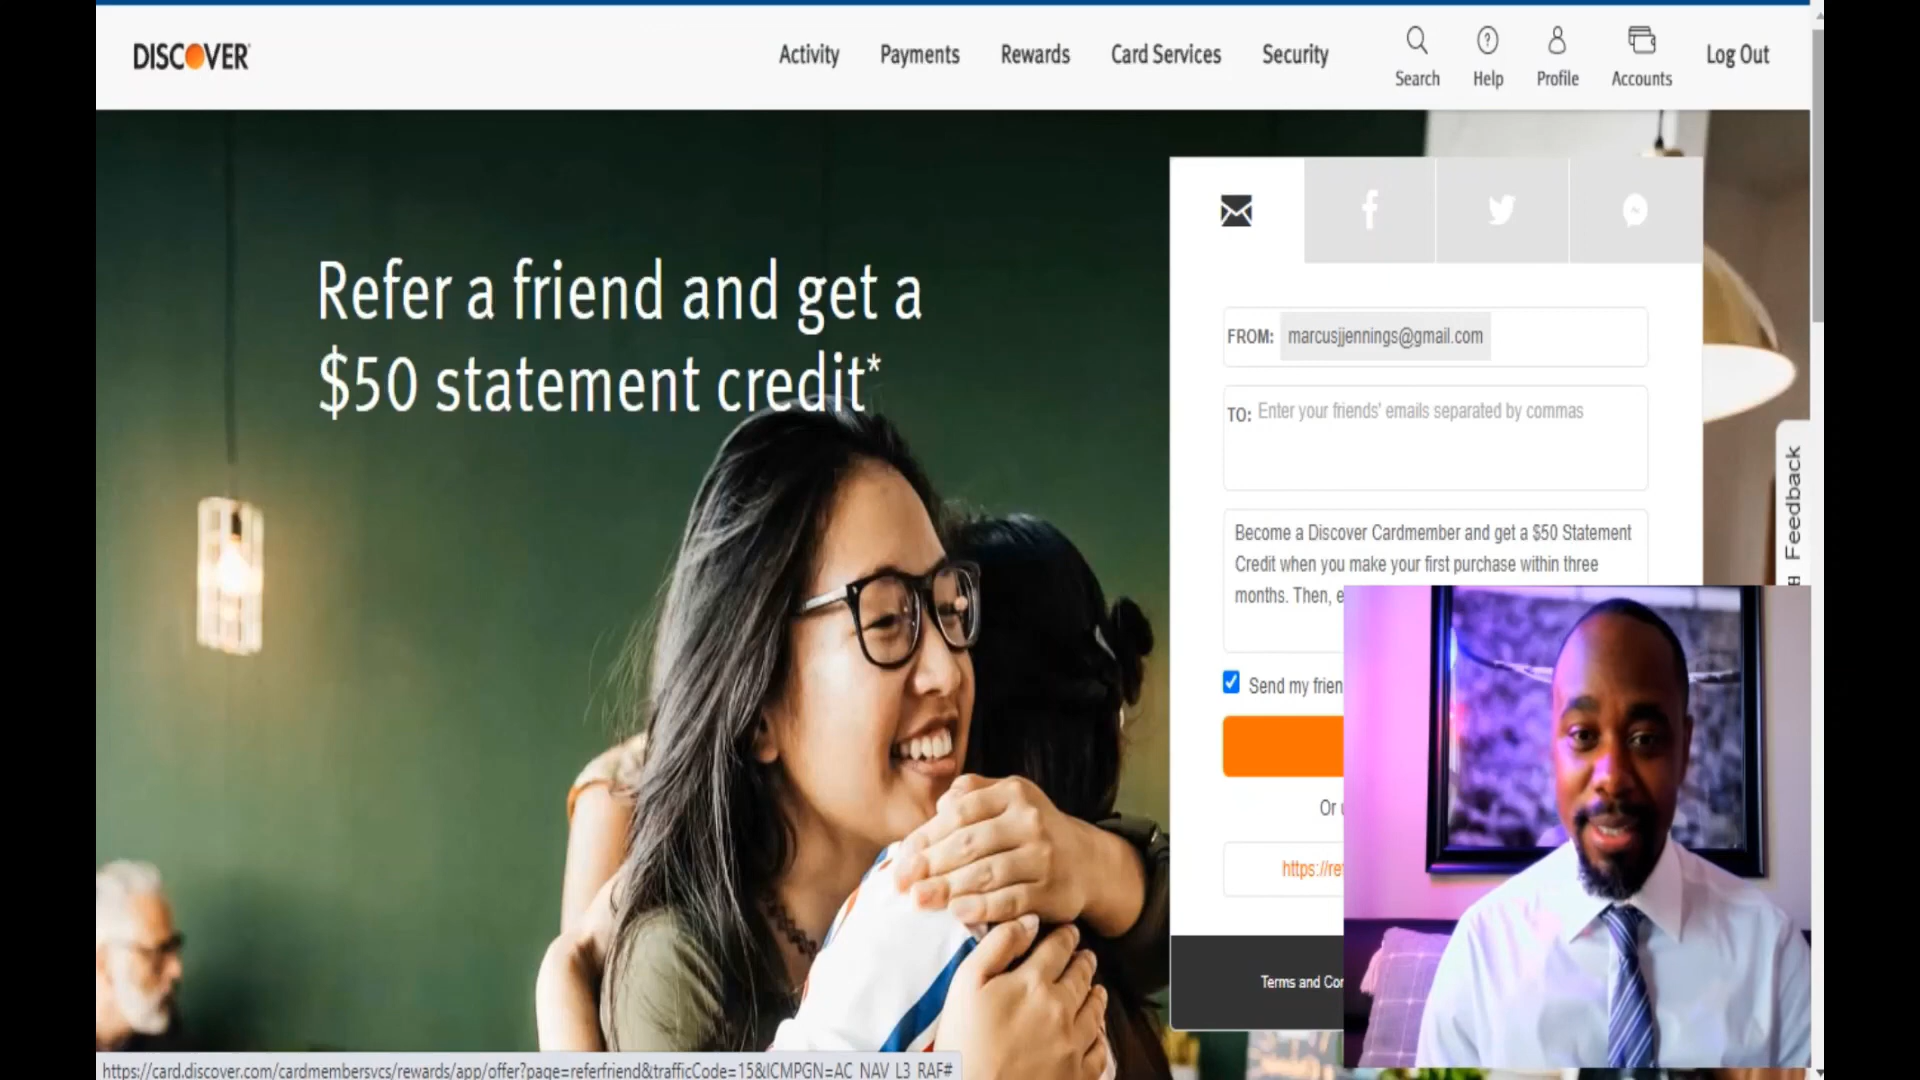 DISCOVER
Activity
Payments
Rewards
Card Services
Security
Search
Help
Profile
Accounts
Log Out
Refer a friend and get a
$50 statement credit*
FROM: marcusjjennings@gmail.com
TO: Enter your friends' emails separated by commas
Become a Discover Cardmember and get a $50 Statement
Credit when you make your first purchase within three
months. Then, e
Send my frien
Or
https://re
Terms and Cor
Feedback
https://card.discover.com/cardmembersvcs/rewards/app/offer?page=referfriend&trafficCode=15&ICMPGN=AC_NAV_L3_RAF#